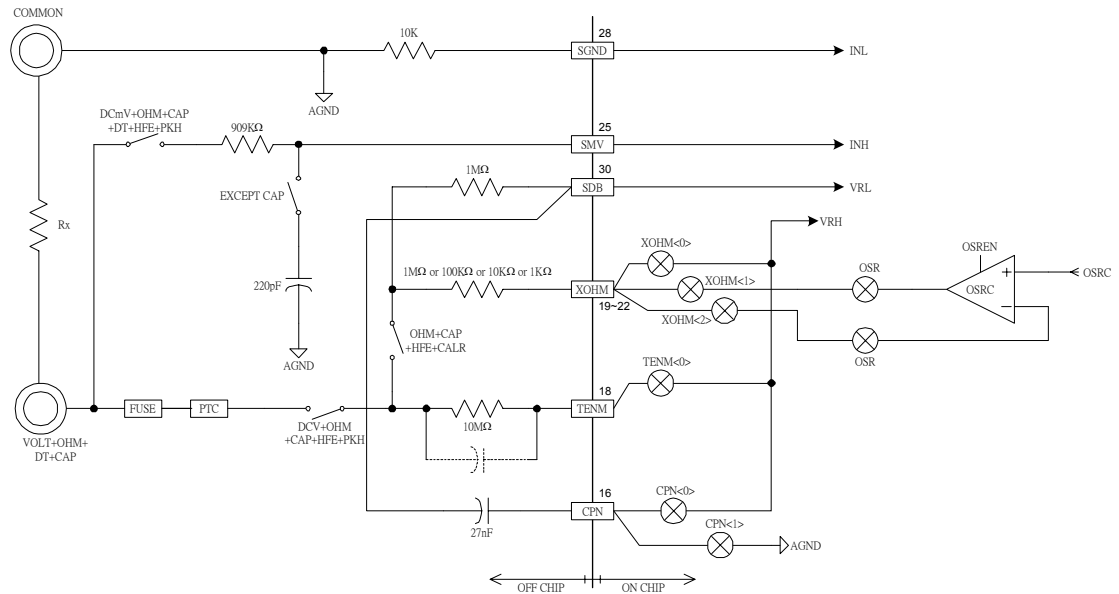 COMMON
10K
28
SGND
INL
AGND
DCmV+OHM+CAP
+DT+HFE+PKH
909KΩ
25
SMV
INH
30
SDB
VRL
1MΩ
EXCEPT CAP
VRH
Rx
XOHM<0>
OSREN
1MΩ or 100KΩ or 10KΩ or 1KΩ
XOHM
XOHM<1>
OSR
+
OSRC
OSRC
220pF
19~22
XOHM<2>
−
OSR
OHM+CAP
+HFE+CALR
AGND
TENM<0>
18
FUSE
PTC
TENM
10MΩ
VOLT+OHM+
DT+CAP
DCV+OHM
+CAP+HFE+PKH
16
CPN<0>
CPN
27nF
CPN<1>
AGND
OFF CHIP
ON CHIP